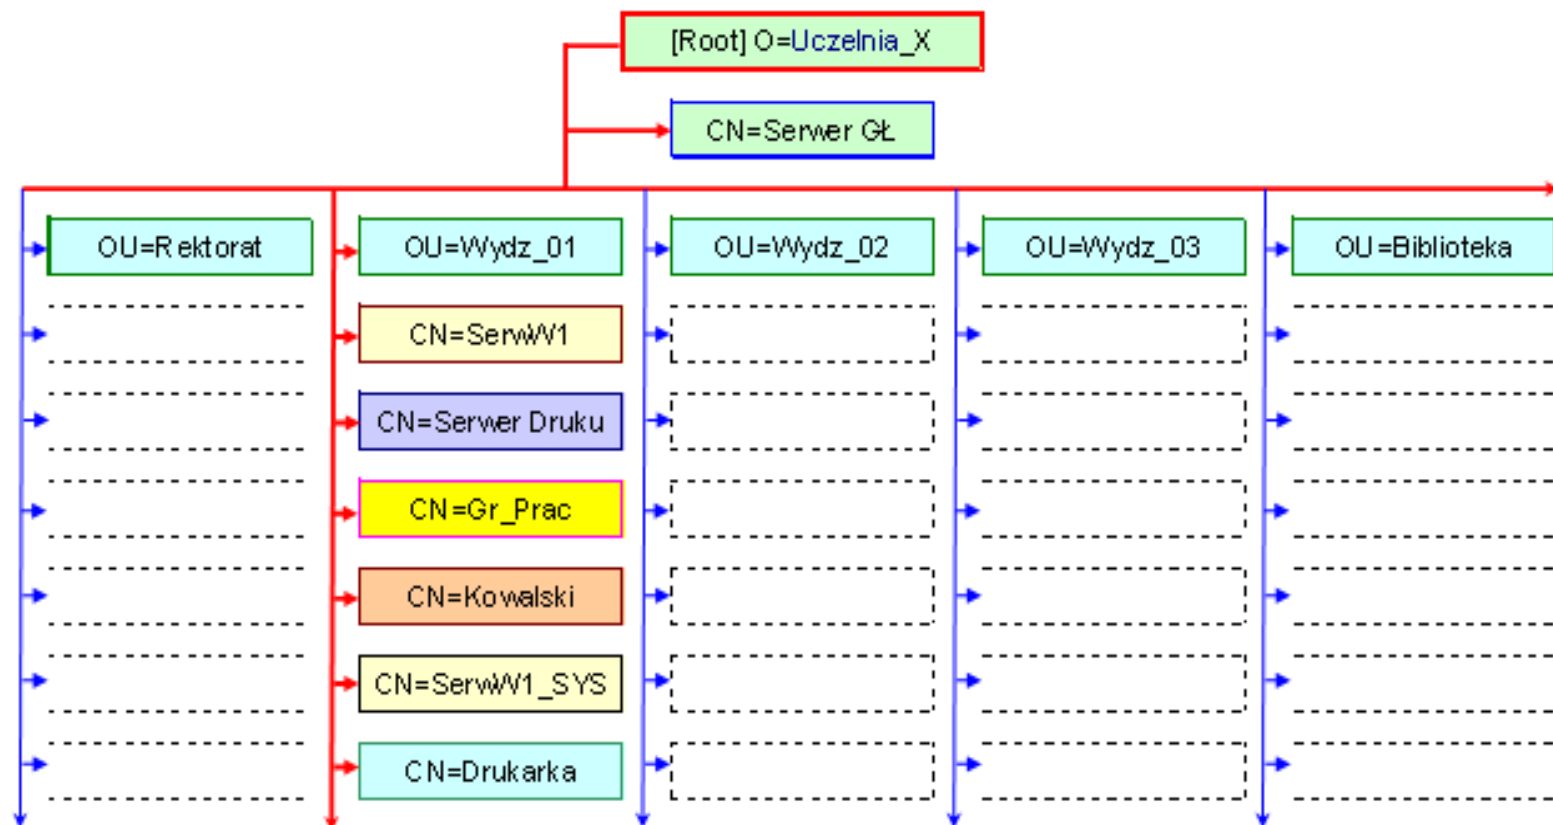 [Root] O=Uczelnia_X
CN=Serwer GŁ
OU=Rektorat
OU=Wydz_01
OU=Wydz_02
OU=Wydz_03
OU=Biblioteka
CN=SerwW1
CN=Serwer Druku
CN=Gr_Prac
CN=Kowalski
CN=SerwW1_SYS
CN=Drukarka